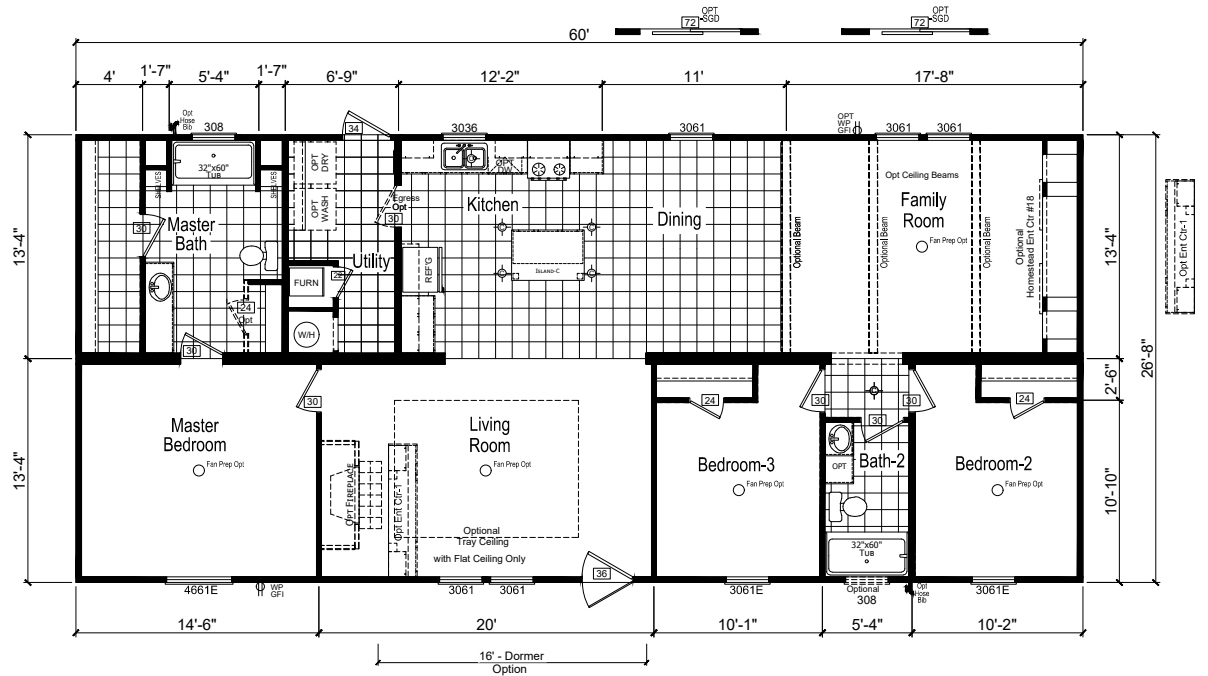 OPT
SGD
72
OPT
SGD
72
60'
4'
1'-7"
5'-4"
1'-7"
6'-9"
12'-2"
11'
17'-8"
Opt
Hose
Bib
308
34
3036
3061
OPT
WP
GFI
3061
3061
32"x60"
TUB
SHELVES
SHELVES
OPT
DRY
OPT
WASH
OPT
DW
Egress
Opt
30
Kitchen
Dining
Opt Ceiling Beams
Family
Room
Fan Prep Opt
Optional Beam
Optional Beam
Optional Beam
Optional
Homestead Ent Ctr #18
Opt Ent Ctr-1
13'-4"
30
Master
Bath
Utility
FURN
REF'G
ISLAND-C
24
Opt
W/H
30
13'-4"
26'-8"
2'-6"
10'-10"
13'-4"
30
24
30
30
30
24
Master
Bedroom
Fan Prep Opt
Living
Room
Fan Prep Opt
OPT FIREPLACE
Opt Ent Ctr-1
Optional
Tray Ceiling
with Flat Ceiling Only
36
Bedroom-3
Fan Prep Opt
OPT
Bath-2
32"x60"
TUB
Bedroom-2
Fan Prep Opt
4661E
WP
GFI
3061
3061
3061E
Optional
308
Opt
Hose
Bib
3061E
14'-6"
20'
10'-1"
5'-4"
10'-2"
16' - Dormer
Option